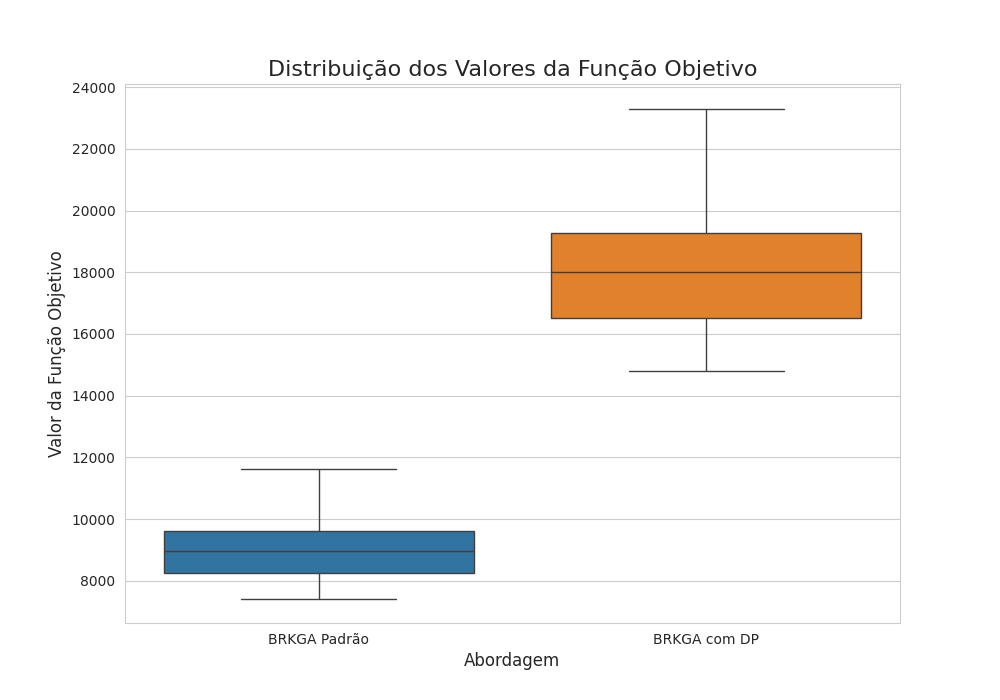 Distribuição dos Valores da Função Objetivo
24000
22000
20000
18000
16000
14000
12000
10000
8000
Valor da Função Objetivo
BRKGA Padrão
BRKGA com DP
Abordagem